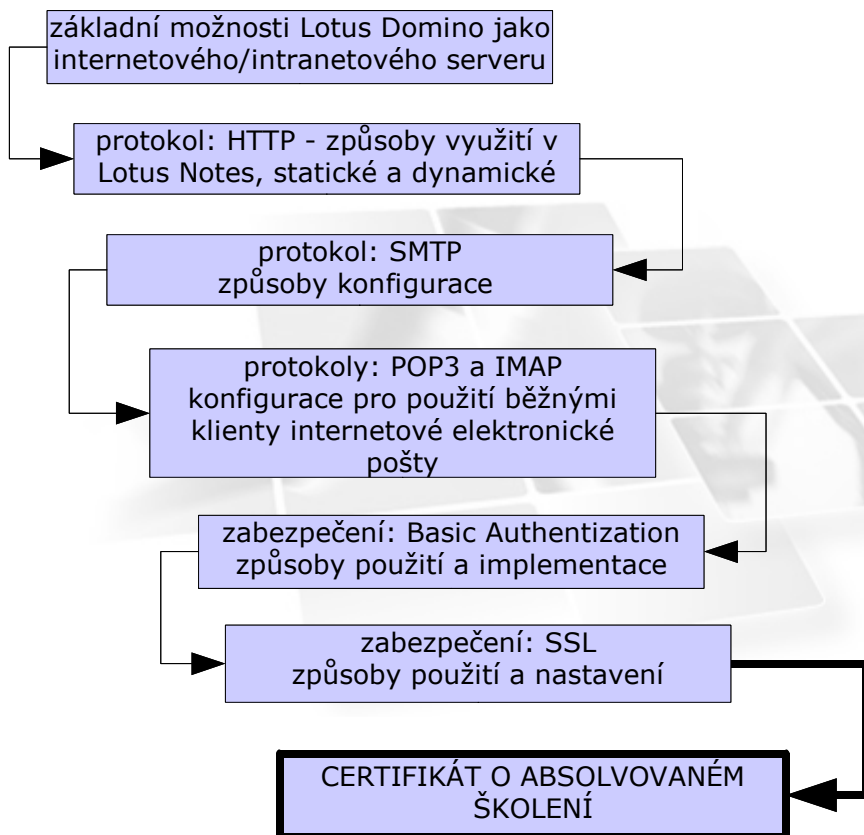 základní možnosti Lotus Domino jako
internetového/intranetového serveru
protokol: HTTP - způsoby využití v
Lotus Notes, statické a dynamické
protokol: SMTP
způsoby konfigurace
protokoly: POP3 a IMAP
konfigurace pro použití běžnými
klienty internetové elektronické
pošty
zabezpečení: Basic Authentization
způsoby použití a implementace
zabezpečení: SSL
způsoby použití a nastavení
CERTIFIKÁT O ABSOLVOVANÉM
ŠKOLENÍ